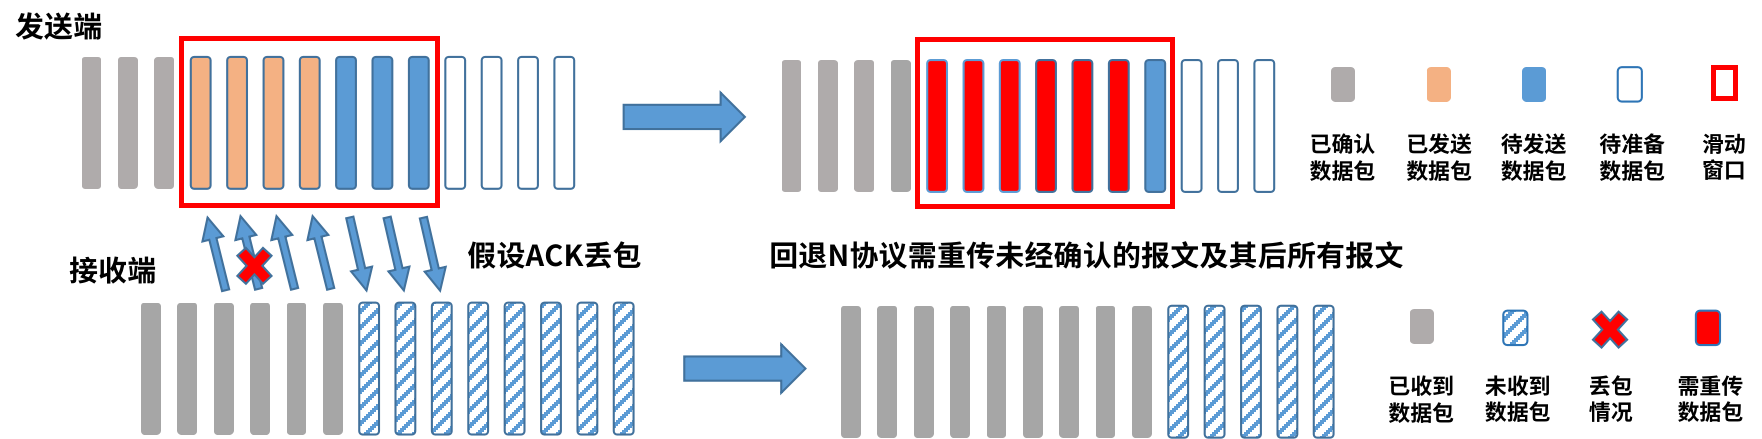 发送端
已确认
数据包
已发送
数据包
待发送
数据包
待准备
数据包
滑动
窗口
接收端
假设ACK丢包
回退N协议需重传未经确认的报文及其后所有报文
已收到
数据包
未收到
数据包
丢包
情况
需重传
数据包